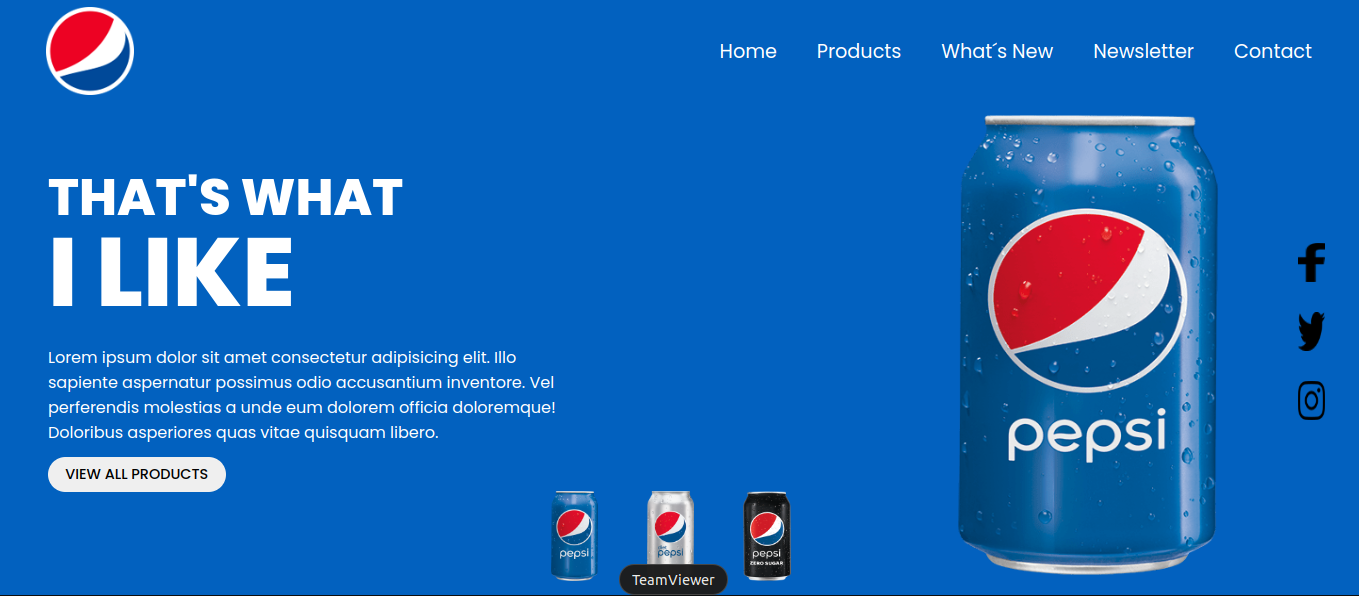 Home Products What´s New Newsletter Contact
THAT'S WHAT
I LIKE
Lorem ipsum dolor sit amet consectetur adipisicing elit. Illo
sapiente aspernatur possimus odio accusantium inventore. Vel
perferendis molestias a unde eum dolorem officia doloremque!
Doloribus asperiores quas vitae quisquam libero.
VIEW ALL PRODUCTS
pepsi
pepsi
diet
pepsi
pepsi
ZERO SUGAR
TeamViewer